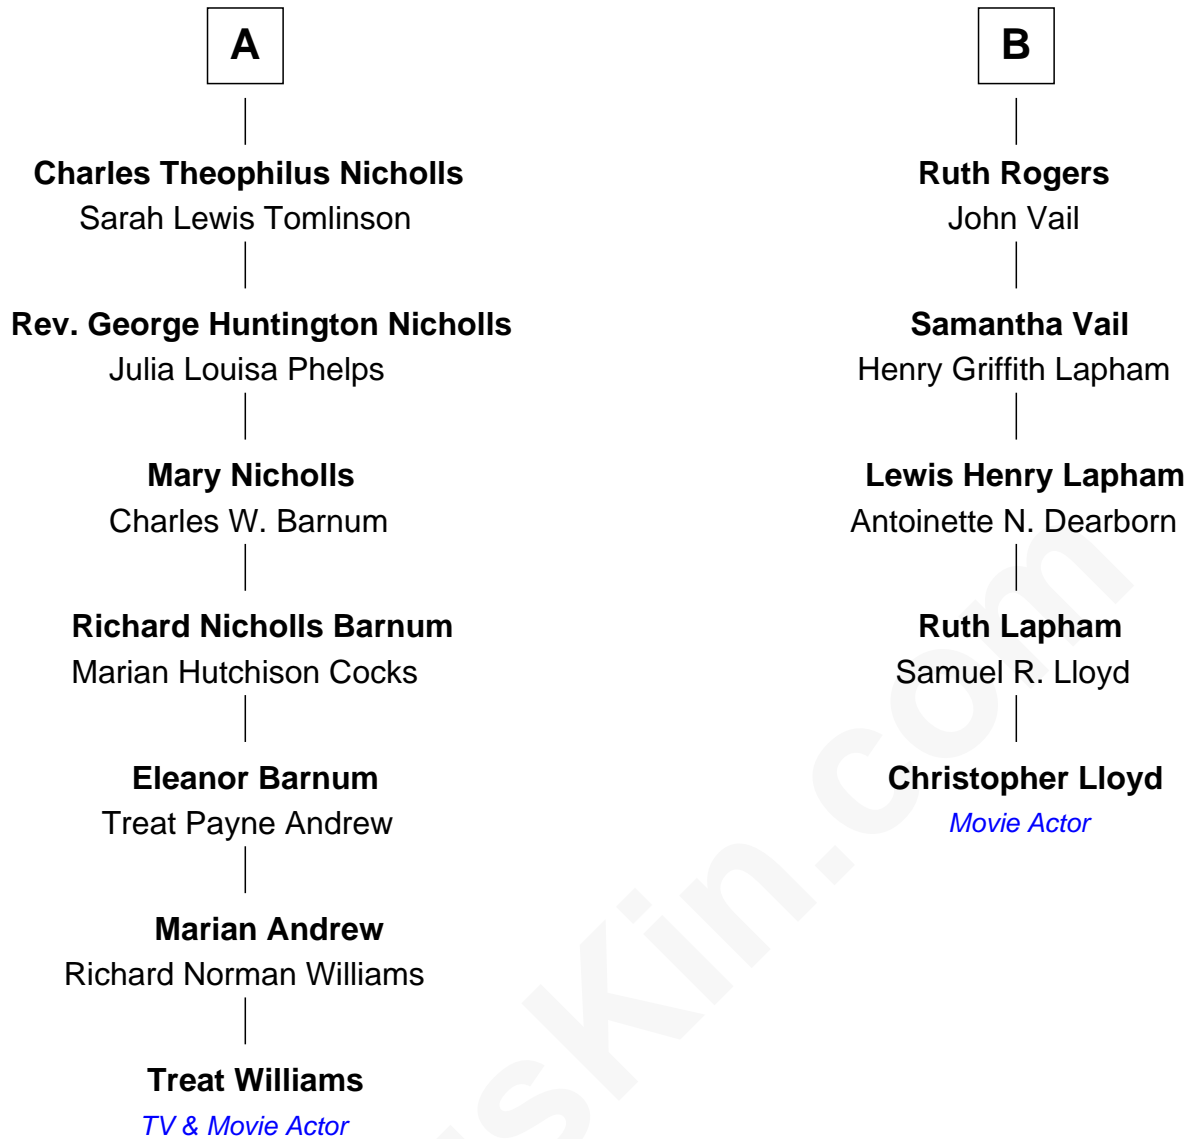 A
Charles Theophilus Nicholls
Sarah Lewis Tomlinson
Rev. George Huntington Nicholls
Julia Louisa Phelps
Mary Nicholls
Charles W. Barnum
Richard Nicholls Barnum
Marian Hutchison Cocks
Eleanor Barnum
Treat Payne Andrew
Marian Andrew
Richard Norman Williams
Treat Williams
TV & Movie Actor
B
Ruth Rogers
John Vail
Samantha Vail
Henry Griffith Lapham
Lewis Henry Lapham
Antoinette N. Dearborn
Ruth Lapham
Samuel R. Lloyd
Christopher Lloyd
Movie Actor
sKin.com